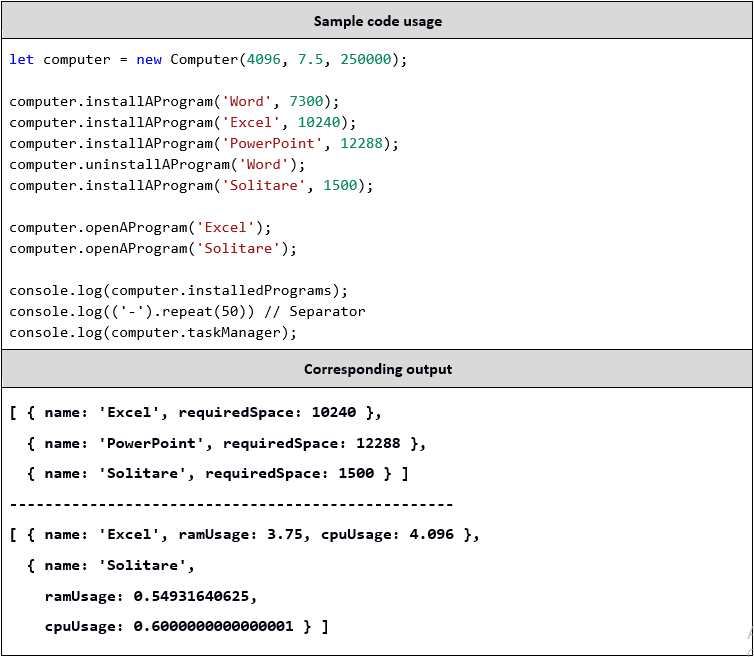 Sample code usage
let computer = new Computer(4096, 7.5, 250000);
computer.installAProgram('Word', 7300);
computer.installAProgram('Excel', 10240);
computer.installAProgram('PowerPoint', 12288);
computer.uninstallAProgram('Word');
computer.installAProgram('Solitare', 1500);
computer.openAProgram('Excel');
computer.openAProgram('Solitare');
console.log(computer.installedPrograms);
console.log(('-').repeat(50)) // Separator
console.log(computer.taskManager);
Corresponding output
[ { name: 'Excel', requiredSpace: 10240 },
{ name: 'PowerPoint', requiredSpace: 12288 },
{ name: 'Solitare', requiredSpace: 1500 } ]
--------------------------------------------------
[ { name: 'Excel', ramUsage: 3.75, cpuUsage: 4.096 },
{ name: 'Solitare',
ramUsage: 0.54931640625,
cpuUsage: 0.6000000000000001 } ]